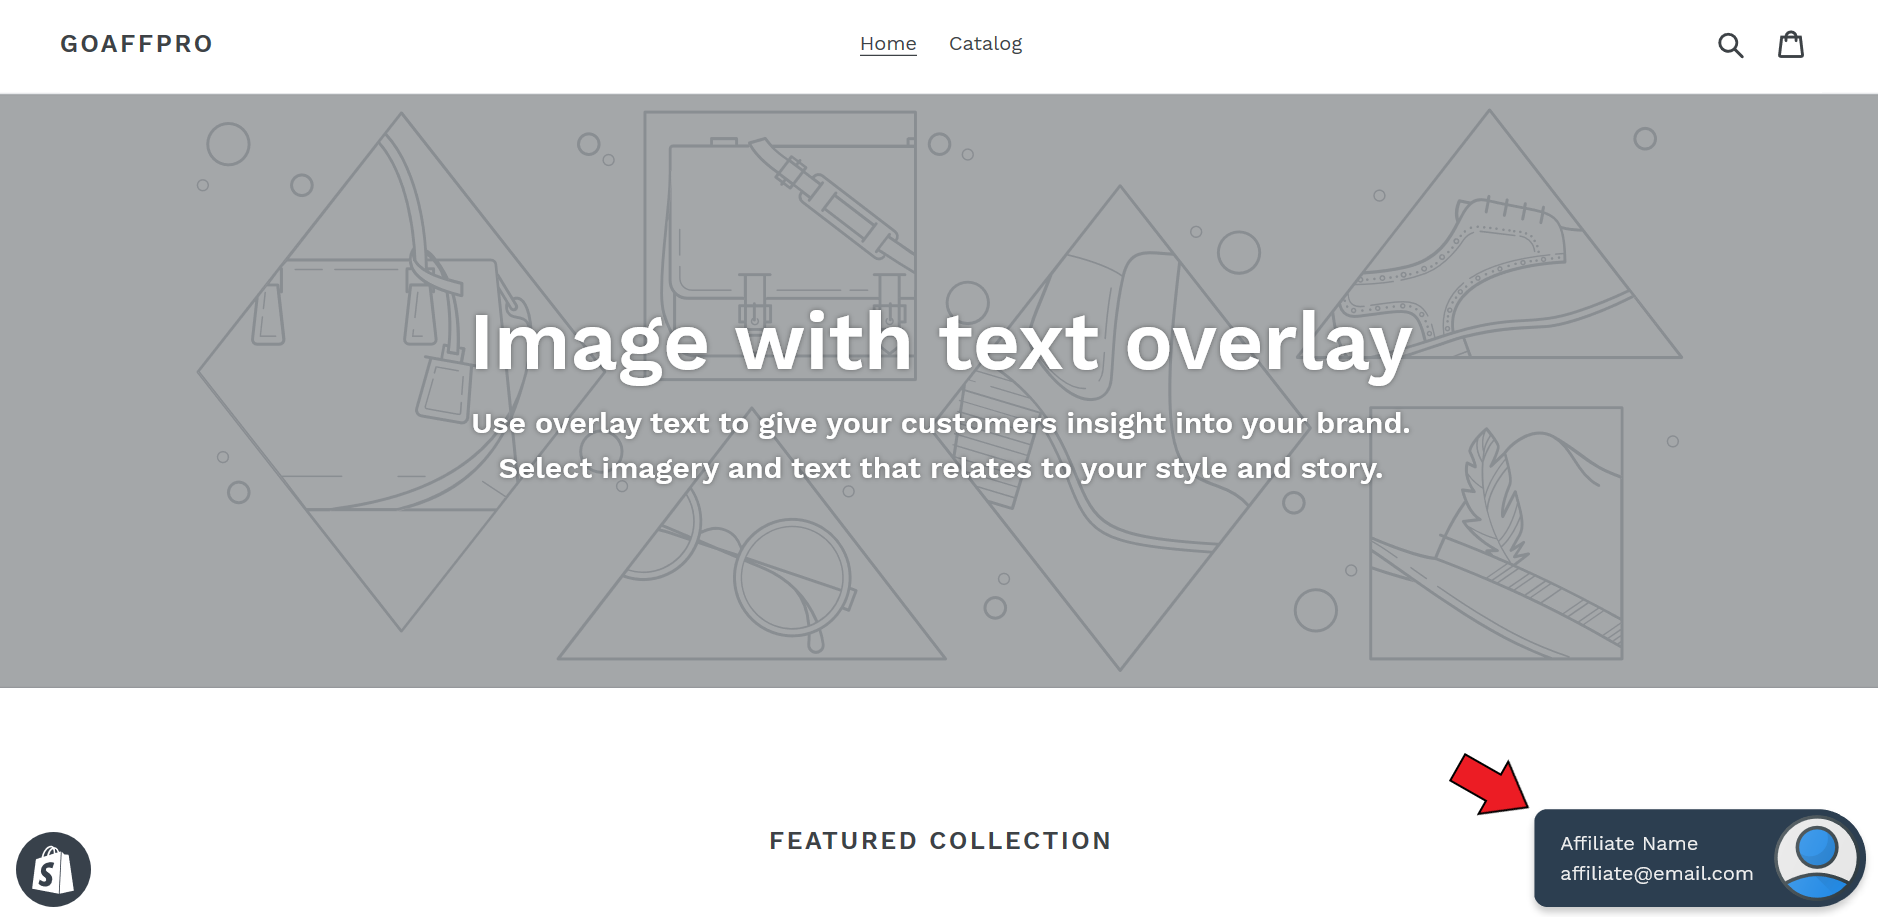 GOAFFPRO
Home Catalog
Image with text overlay
Use overlay text to give your customers insight into your brand.
Select imagery and text that relates to your style and story.
FEATURED COLLECTION
Affiliate Name
affiliate@email.com